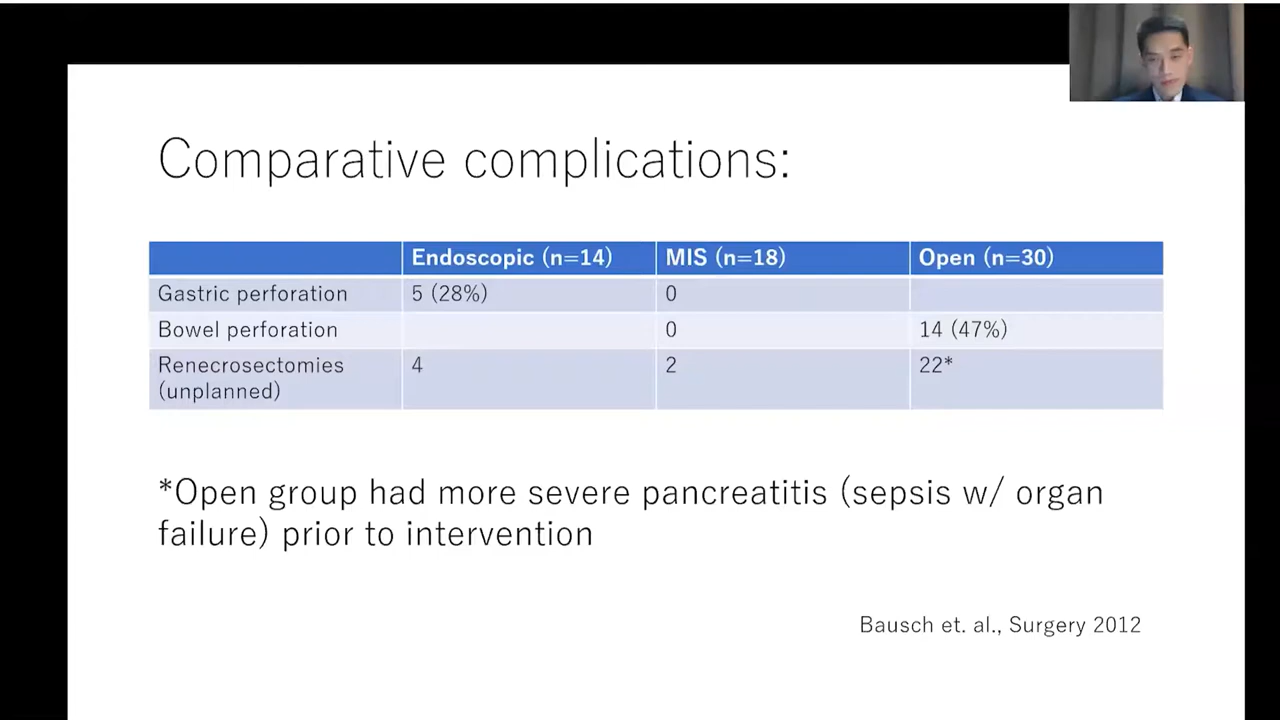 Comparative complications:
Endoscopic (n=14) MIS (n=18) Open (n=30)
Gastric perforation 5 (28%) 0
Bowel perforation 0 14 (47%)
Renecrosectomies 4 2 22*
(unplanned)
*Open group had more severe pancreatitis (sepsis w/ organ
failure) prior to intervention
Bausch et. al., Surgery 2012